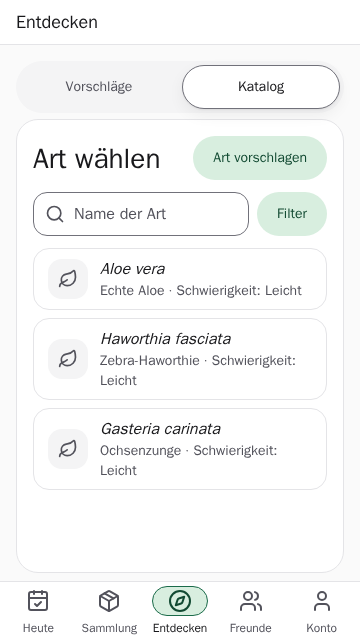 Entdecken
Vorschläge
Katalog
Art wählen
Art vorschlagen
Name der Art
Filter
Aloe vera
Echte Aloe · Schwierigkeit: Leicht
Haworthia fasciata
Zebra-Haworthie · Schwierigkeit:
Leicht
Gasteria carinata
Ochsenzunge · Schwierigkeit:
Leicht
Heute
Sammlung
Entdecken
Freunde
Konto